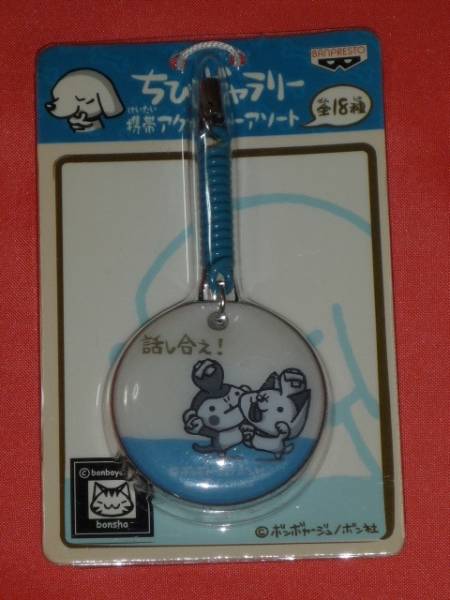 BANPRESTO
ちびギャラリー
けいたい
携帯アクセサリーアソート
全18種
話し合え!
©bonboya
bonsho
©ボンボヤージュ/ボン社